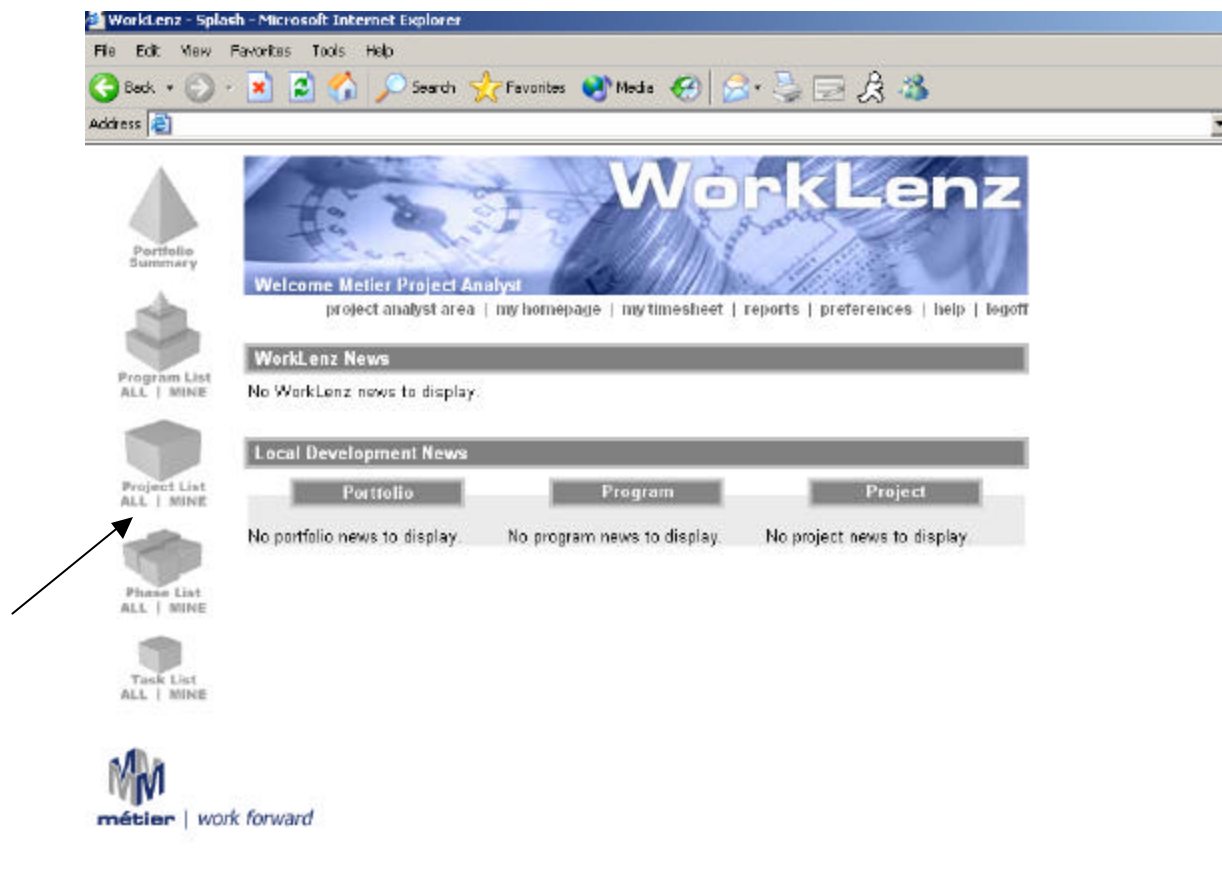 WorkLenz - Splash - Microsoft Internet Explorer
File Edit View Favorites Tools Help
Back Search Favorites Media
Address
WorkLenz
Welcome Metier Project Analyst
project analyst area | my homepage | my timesheet | reports | preferences | help | logoff
Portfolio
Summary
Program List
ALL | MINE
Project List
ALL | MINE
Phase List
ALL | MINE
Task List
ALL | MINE
WorkLenz News
No WorkLenz news to display.
Local Development News
Portfolio Program Project
No portfolio news to display. No program news to display. No project news to display.
métier | work forward